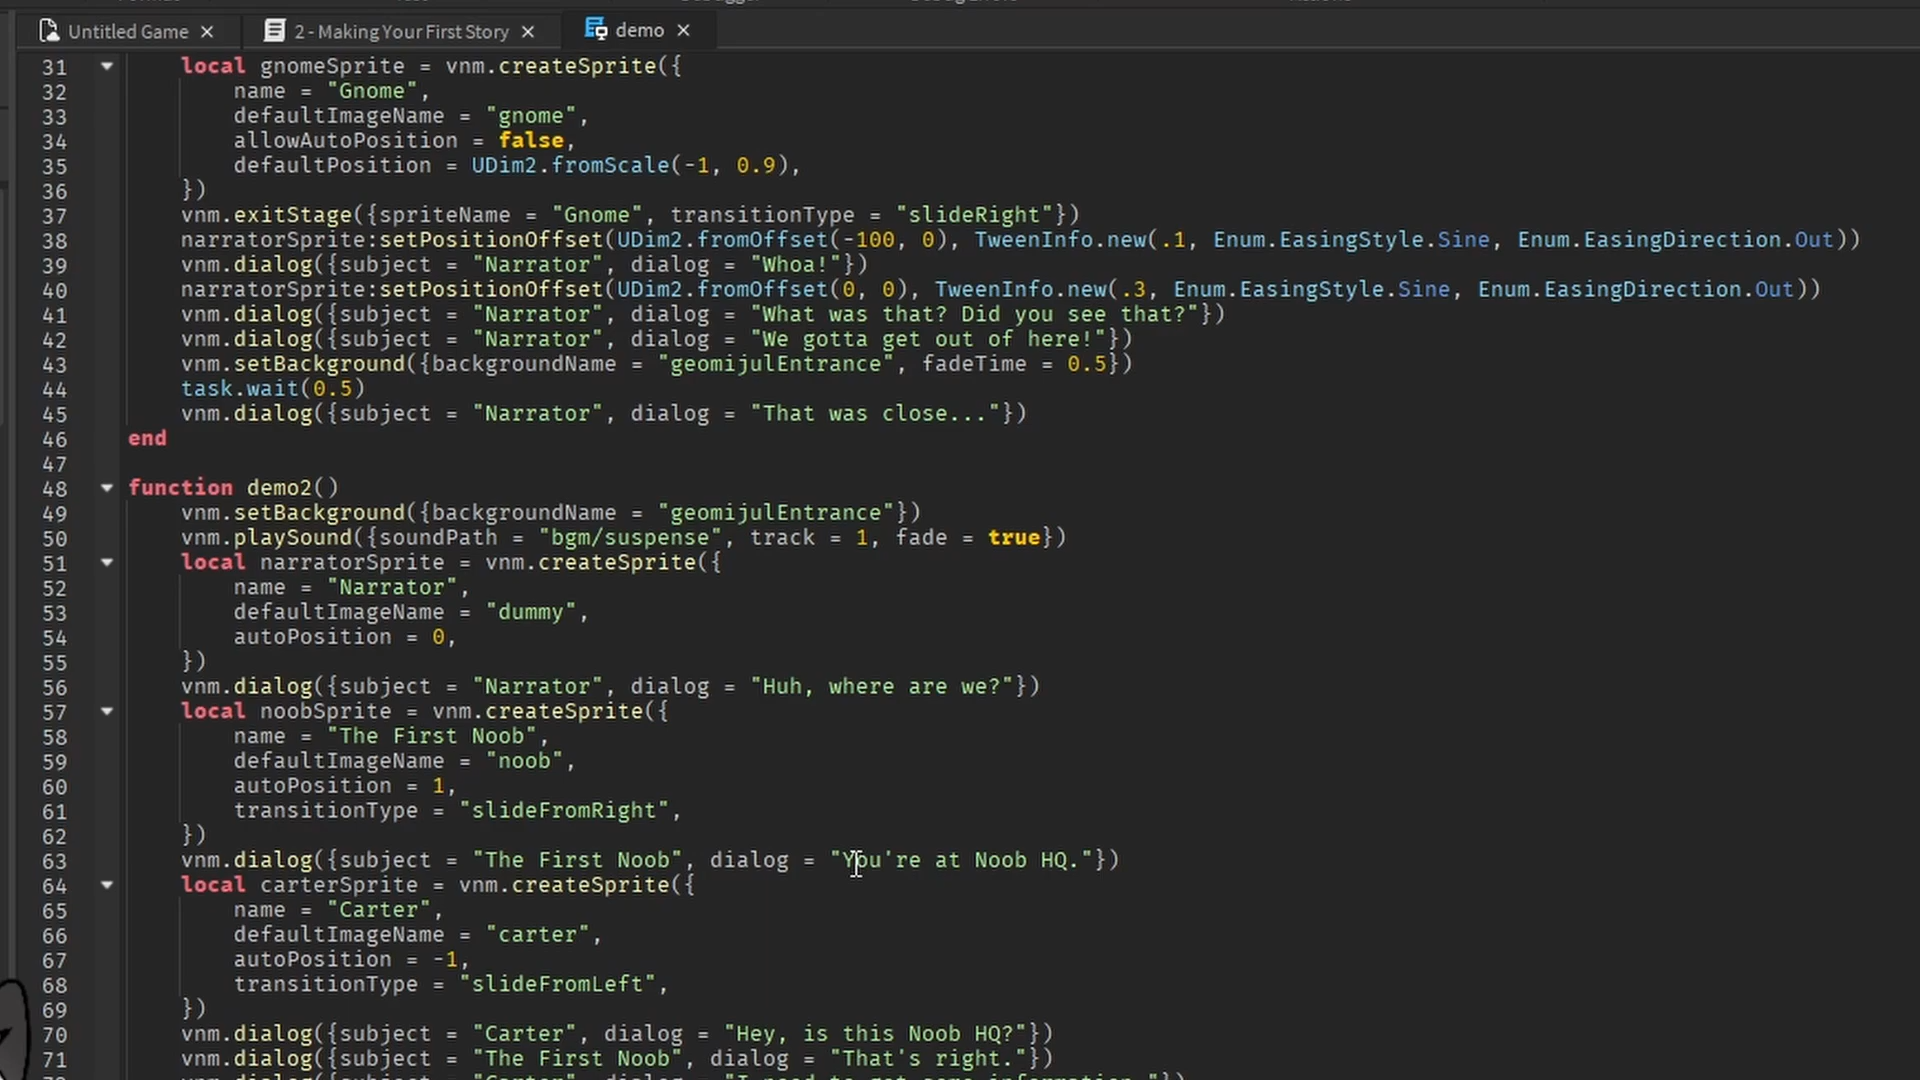 Untitled Game × 2 - Making Your First Story × demo ×
31 local gnomeSprite = vnm.createSprite({
32 name = "Gnome",
33 defaultImageName = "gnome",
34 allowAutoPosition = false,
35 defaultPosition = UDim2.fromScale(-1, 0.9),
36 })
37 vnm.exitStage({spriteName = "Gnome", transitionType = "slideRight"})
38 narratorSprite:setPositionOffset(UDim2.fromOffset(-100, 0), TweenInfo.new(.1, Enum.EasingStyle.Sine, Enum.EasingDirection.Out))
39 vnm.dialog({subject = "Narrator", dialog = "Whoa!"})
40 narratorSprite:setPositionOffset(UDim2.fromOffset(0, 0), TweenInfo.new(.3, Enum.EasingStyle.Sine, Enum.EasingDirection.Out))
41 vnm.dialog({subject = "Narrator", dialog = "What was that? Did you see that?"})
42 vnm.dialog({subject = "Narrator", dialog = "We gotta get out of here!"})
43 vnm.setBackground({backgroundName = "geomijulEntrance", fadeTime = 0.5})
44 task.wait(0.5)
45 vnm.dialog({subject = "Narrator", dialog = "That was close..."})
46 end
47
48 function demo2()
49 vnm.setBackground({backgroundName = "geomijulEntrance"})
50 vnm.playSound({soundPath = "bgm/suspense", track = 1, fade = true})
51 local narratorSprite = vnm.createSprite({
52 name = "Narrator",
53 defaultImageName = "dummy",
54 autoPosition = 0,
55 })
56 vnm.dialog({subject = "Narrator", dialog = "Huh, where are we?"})
57 local noobSprite = vnm.createSprite({
58 name = "The First Noob",
59 defaultImageName = "noob",
60 autoPosition = 1,
61 transitionType = "slideFromRight",
62 })
63 vnm.dialog({subject = "The First Noob", dialog = "You're at Noob HQ."})
64 local carterSprite = vnm.createSprite({
65 name = "Carter",
66 defaultImageName = "carter",
67 autoPosition = -1,
68 transitionType = "slideFromLeft",
69 })
70 vnm.dialog({subject = "Carter", dialog = "Hey, is this Noob HQ?"})
71 vnm.dialog({subject = "The First Noob", dialog = "That's right."})